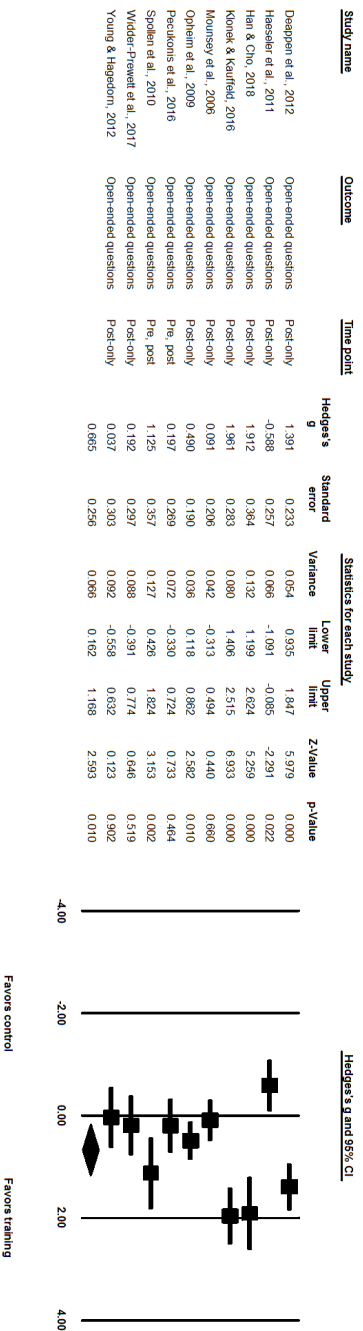 Study name Outcome Time point Statistics for each study Hedges's g and 95% CI
Hedges's g Standard error Variance Lower limit Upper limit Z-Value p-Value
Deappen et al., 2012 Open-ended questions Post-only 1.391 0.233 0.054 0.935 1.847 5.979 0.000
Haeseler et al., 2011 Open-ended questions Post-only -0.588 0.257 0.066 -1.091 -0.085 -2.291 0.022
Han & Cho, 2018 Open-ended questions Post-only 1.912 0.364 0.132 1.199 2.624 5.259 0.000
Klonek & Kauffeld, 2016 Open-ended questions Post-only 1.961 0.283 0.080 1.406 2.515 6.933 0.000
Mounsey et al., 2006 Open-ended questions Post-only 0.091 0.206 0.042 -0.313 0.494 0.440 0.660
Opheim et al., 2009 Open-ended questions Post-only 0.490 0.190 0.036 0.118 0.862 2.582 0.010
Pecukonis et al., 2016 Open-ended questions Pre, post 0.197 0.269 0.072 -0.330 0.724 0.733 0.464
Spollen et al., 2010 Open-ended questions Pre, post 1.125 0.357 0.127 0.426 1.824 3.153 0.002
Widder-Prewett et al., 2017 Open-ended questions Post-only 0.192 0.297 0.088 -0.391 0.774 0.646 0.519
Young & Hagedorn, 2012 Open-ended questions Post-only 0.037 0.303 0.092 -0.558 0.632 0.123 0.902
0.665 0.256 0.066 0.162 1.168 2.593 0.010
-4.00 -2.00 0.00 2.00 4.00
Favors control Favors training